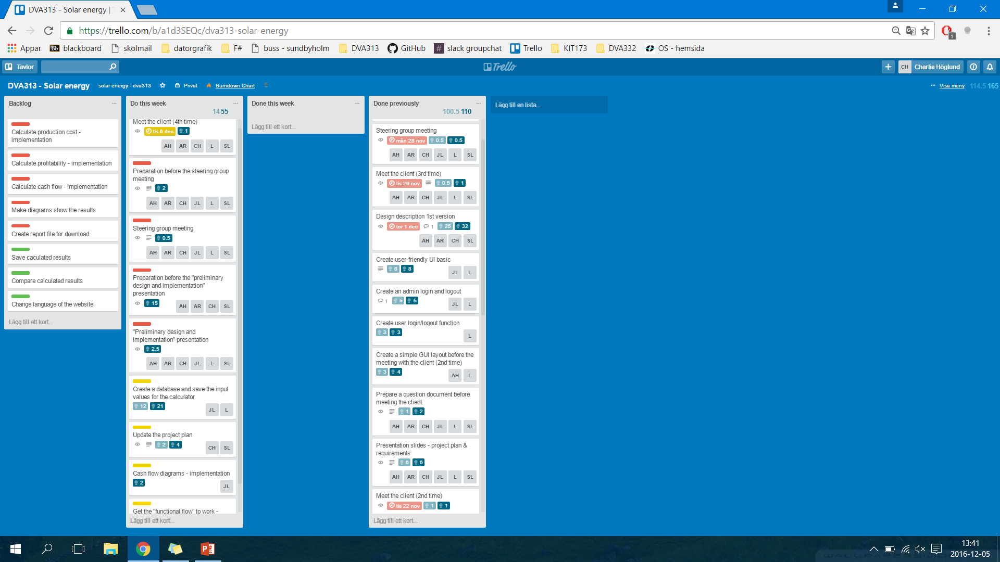 DVA313 - Solar energy | T
https://trello.com/b/a1d3SEQc/dva313-solar-energy
1
Appar
Bb blackboard
skolmail
datorgrafik
F#
buss - sundbyholm
DVA313
GitHub
# slack groupchat
Trello
KIT173
DVA332
OS - hemsida
Tavlor
Trello
CH Charlie Höglund
DVA313 - Solar energy
solar energy - dva313
Privat
Burndown Chart
Visa meny
114.5 165
Backlog
Calculate production cost -
implementation
Calculate profitability - implementation
Calculate cash flow - implementation
Make diagrams show the results
Create report file for download.
Save caculated results
Compare calculated results
Change language of the website
Lägg till ett kort...
Do this week
14 55
Meet the client (4th time)
tis 6 dec 1
AH AR CH L SL
Preparation before the steering group
meeting
2
AH AR CH JL L SL
Steering group meeting
0.5
AH AR CH JL L SL
Preparation before the "preliminary
design and implementation"
presentation
15 AH AR CH SL
"Preliminary design and
implementation" presentation
2.5
AH AR CH JL L SL
Create a database and save the input
values for the calculator
12 21 JL L
Update the project plan
2 4 CH SL
Cash flow diagrams - implementation
2 JL
Get the "functional flow" to work -
Lägg till ett kort...
Done this week
Lägg till ett kort...
Done previously
100.5 110
Steering group meeting
mån 28 nov 0.5 0.5
AH AR CH JL L SL
Meet the client (3rd time)
tis 29 nov 0.5 1
AH AR CH JL L SL
Design description 1st version
tor 1 dec 1 25 32
AH AR CH SL
Create user-friendly UI basic
8 8 JL L
Create an admin login and logout
1 5 5 JL L
Create user login/logout function
3 3 L
Create a simple GUI layout before the
meeting with the client (2nd time)
3 4 AH L
Prepare a question document before
meeting the client.
1 2
AH AR CH JL L SL
Presentation slides - project plan &
requirements
6 6
AH AR CH JL L SL
Meet the client (2nd time)
tis 22 nov 1 1
Lägg till ett kort...
Lägg till en lista...
13:41
2016-12-05